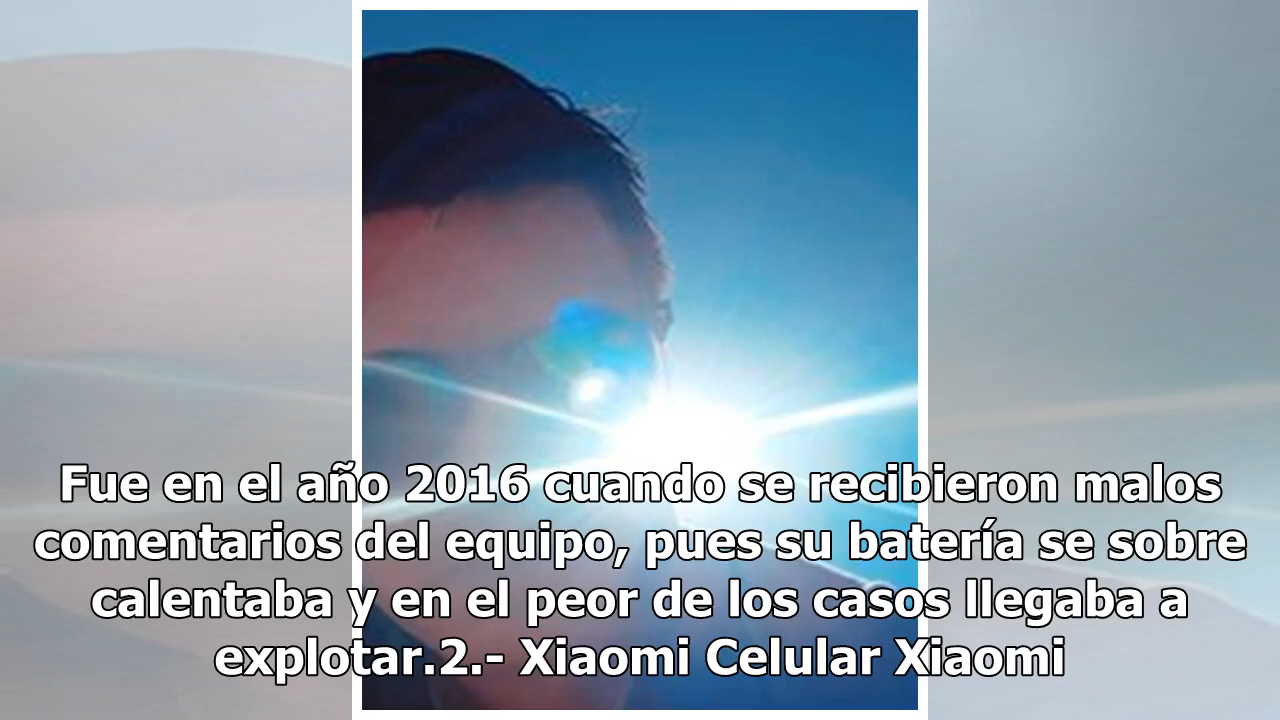 Fue en el año 2016 cuando se recibieron malos
comentarios del equipo, pues su batería se sobre
calentaba y en el peor de los casos llegaba a
explotar.2.- Xiaomi Celular Xiaomi